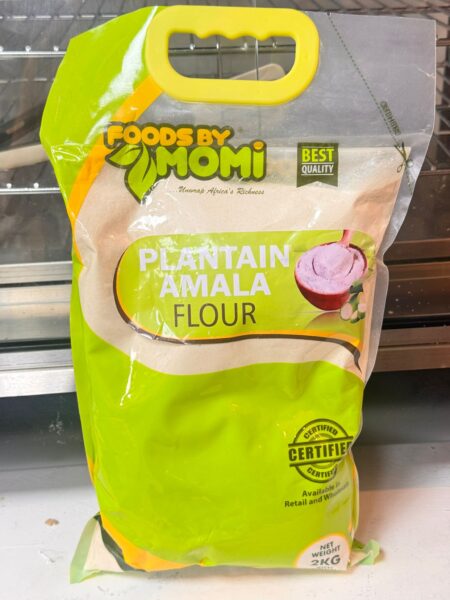 FOODS BY
MOMi
Unwrap Africa's Richness
BEST
QUALITY
PLANTAIN
AMALA
FLOUR
CERTIFIED
CERTIFIED
CERTIFIED
Available in
Retail and
NET
WEIGHT
2KG